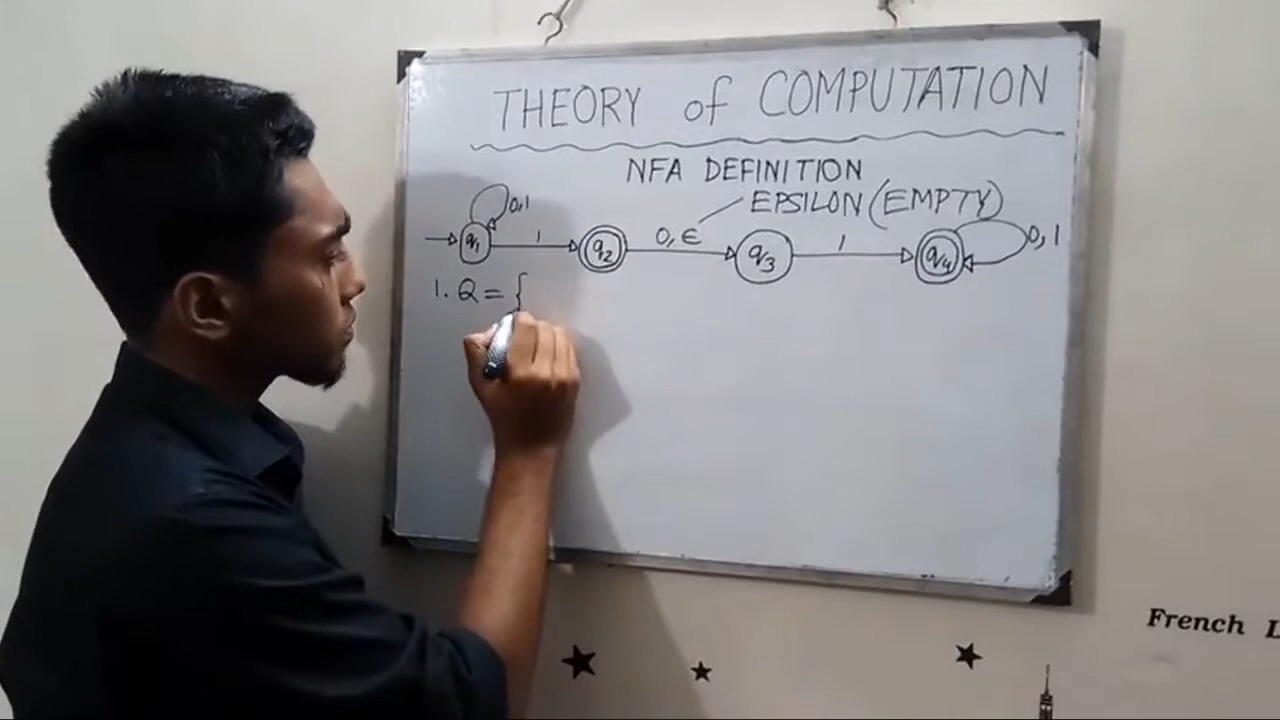 THEORY of COMPUTATION
NFA DEFINITION
EPSILON (EMPTY)
0,1
0,1
1
0, ε
1
q1
q2
q3
q4
1. Q = {
French